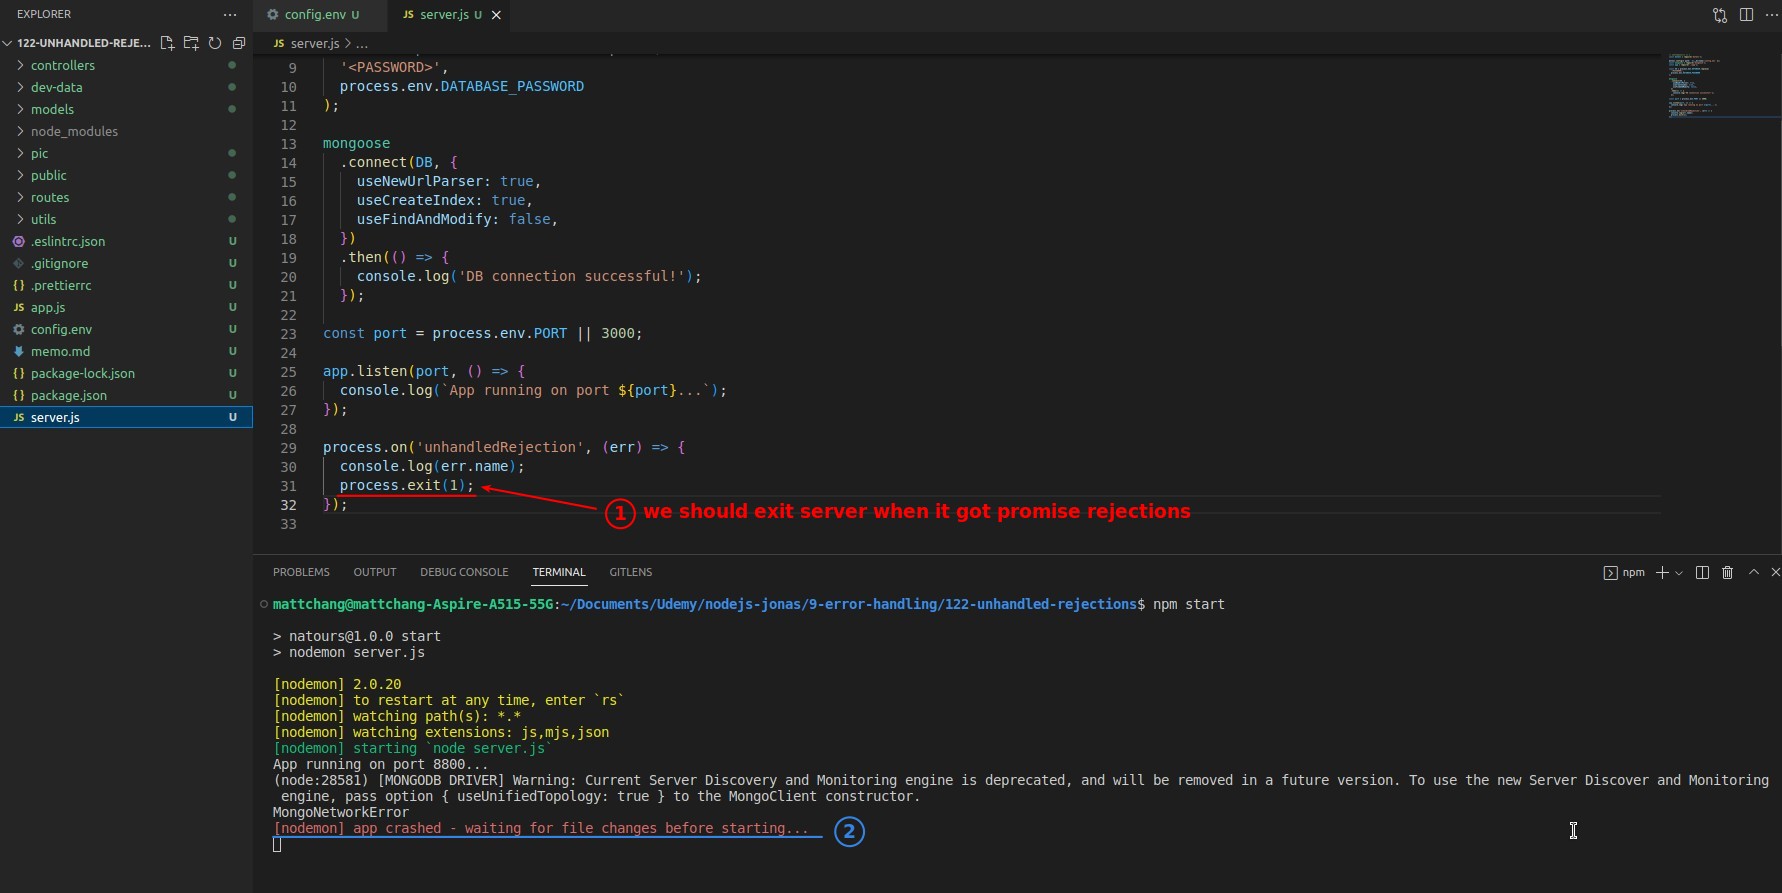 EXPLORER
122-UNHANDLED-REJE...
controllers
dev-data
models
node_modules
pic
public
routes
utils
.eslintrc.json U
.gitignore U
.prettierrc U
app.js U
config.env U
memo.md U
package-lock.json U
package.json U
JS server.js U
config.env U
JS server.js U
JS server.js > ...
9 '<PASSWORD>',
10 process.env.DATABASE_PASSWORD
11 );
12
13 mongoose
14 .connect(DB, {
15 useNewUrlParser: true,
16 useCreateIndex: true,
17 useFindAndModify: false,
18 })
19 .then(() => {
20 console.log('DB connection successful!');
21 });
22
23 const port = process.env.PORT || 3000;
24
25 app.listen(port, () => {
26 console.log(`App running on port ${port}...`);
27 });
28
29 process.on('unhandledRejection', (err) => {
30 console.log(err.name);
31 process.exit(1);
32 });
33
1 we should exit server when it got promise rejections
PROBLEMS OUTPUT DEBUG CONSOLE TERMINAL GITLENS
npm
mattchang@mattchang-Aspire-A515-55G:~/Documents/Udemy/nodejs-jonas/9-error-handling/122-unhandled-rejections$ npm start
> natours@1.0.0 start
> nodemon server.js
[nodemon] 2.0.20
[nodemon] to restart at any time, enter `rs`
[nodemon] watching path(s): *.*
[nodemon] watching extensions: js,mjs,json
[nodemon] starting `node server.js`
App running on port 8800...
(node:28581) [MONGODB DRIVER] Warning: Current Server Discovery and Monitoring engine is deprecated, and will be removed in a future version. To use the new Server Discover and Monitoring
engine, pass option { useUnifiedTopology: true } to the MongoClient constructor.
MongoNetworkError
[nodemon] app crashed - waiting for file changes before starting...
2